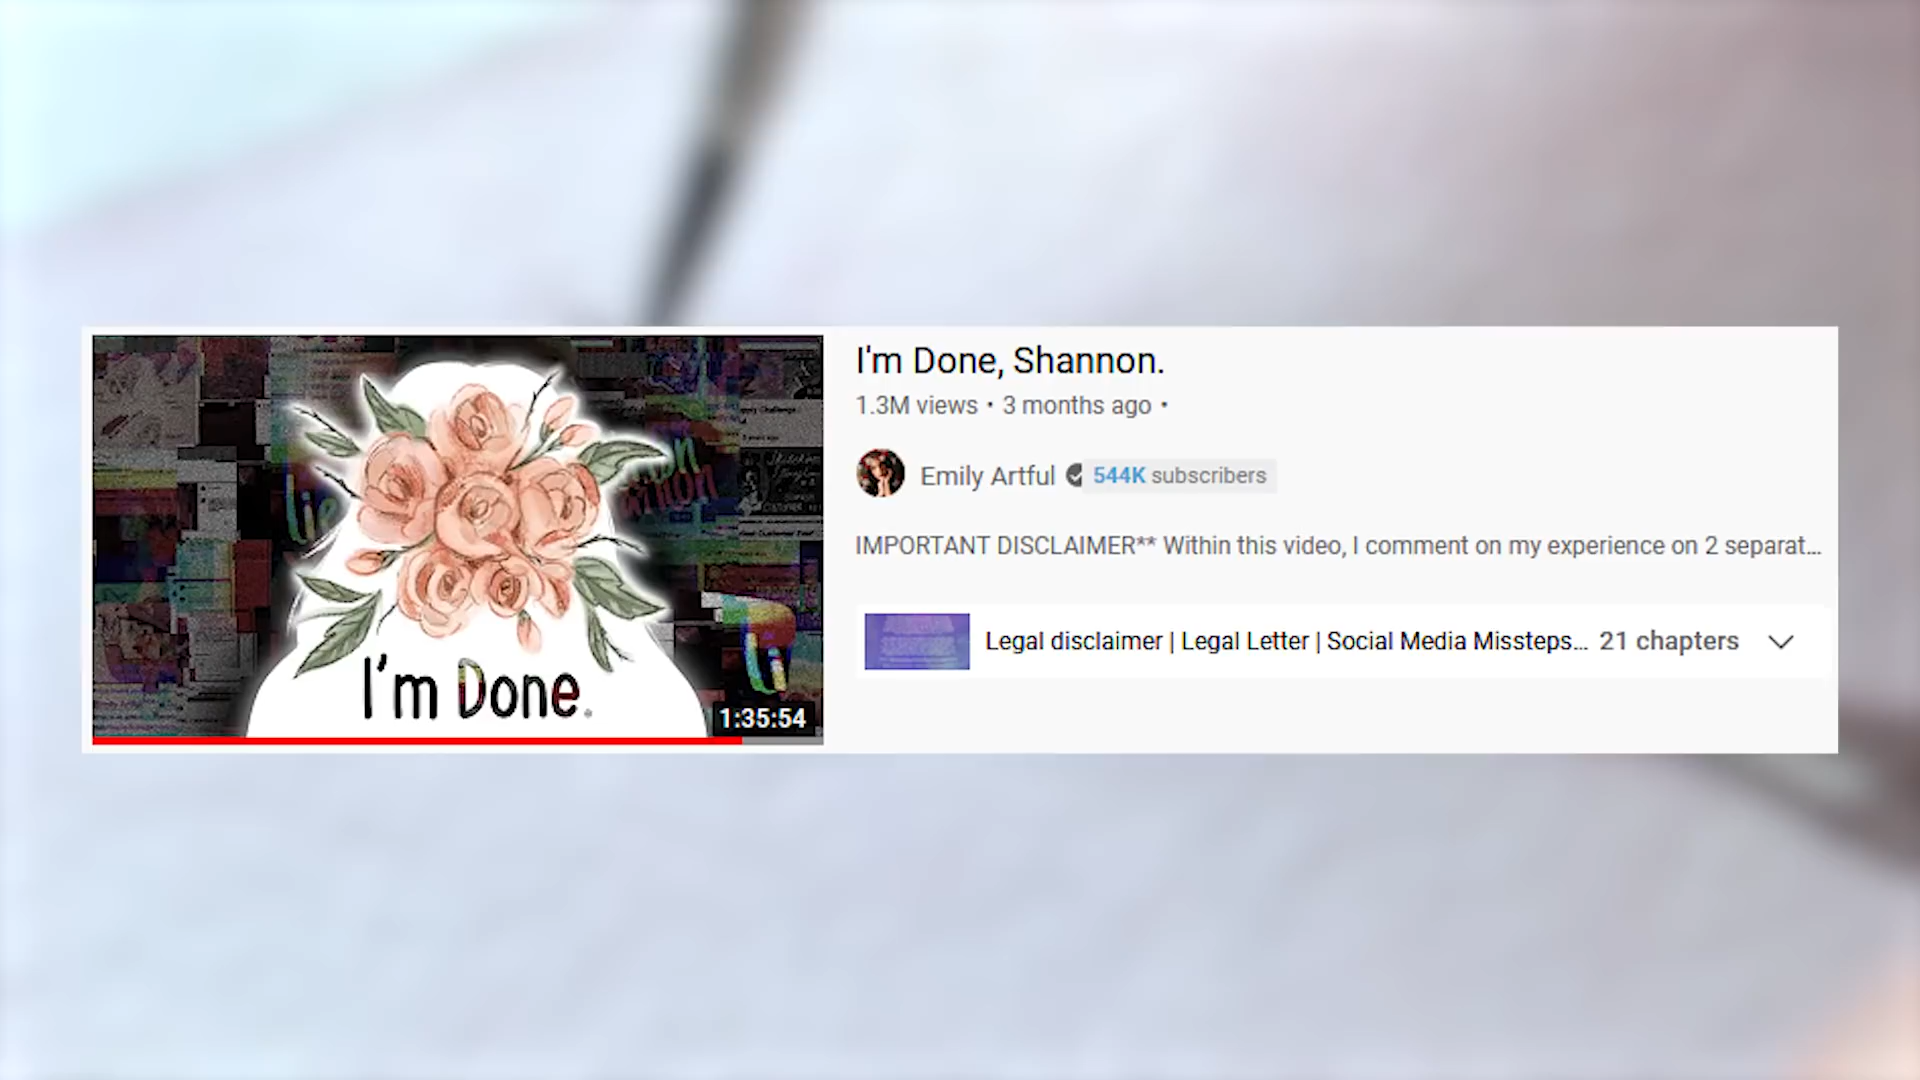 I'm Done, Shannon.
1.3M views • 3 months ago •
Emily Artful 544K subscribers
IMPORTANT DISCLAIMER** Within this video, I comment on my experience on 2 separat...
Legal disclaimer | Legal Letter | Social Media Missteps... 21 chapters
I'm Done.
1:35:54